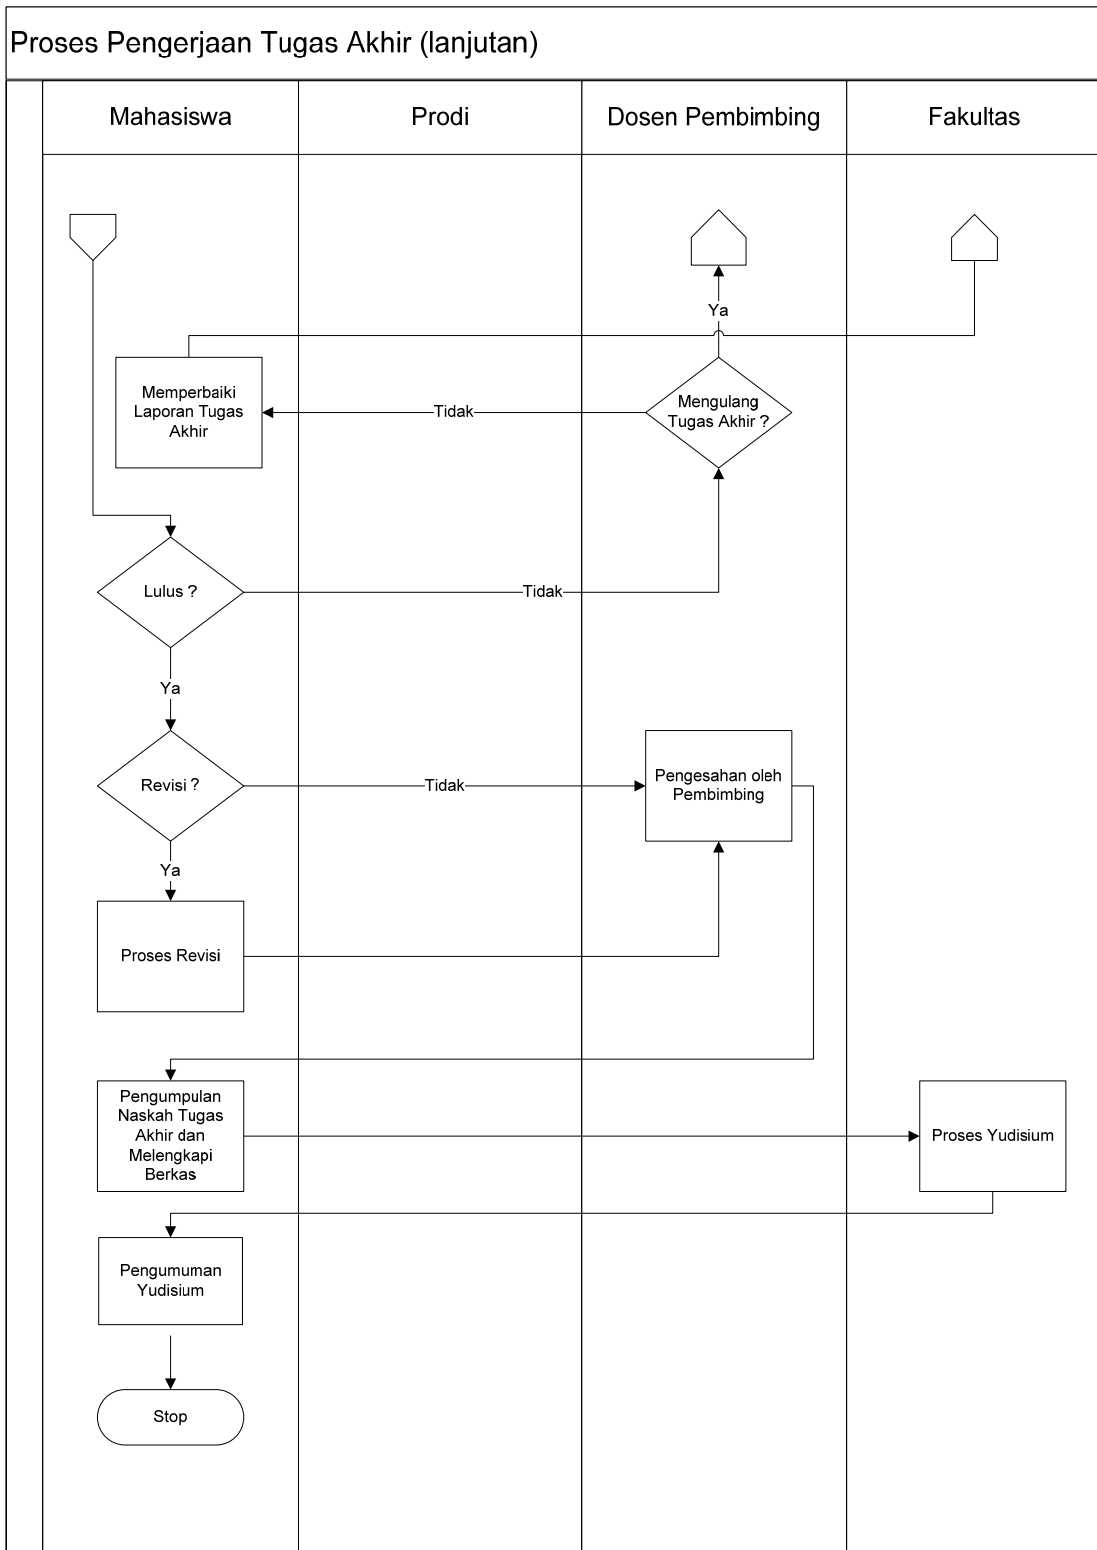 Proses Pengerjaan Tugas Akhir (lanjutan)
Mahasiswa
Prodi
Dosen Pembimbing
Fakultas
Ya
Memperbaiki
Laporan Tugas
Akhir
Tidak
Mengulang
Tugas Akhir ?
Lulus ?
Tidak
Ya
Revisi ?
Tidak
Pengesahan oleh
Pembimbing
Ya
Proses Revisi
Pengumpulan
Naskah Tugas
Akhir dan
Melengkapi
Berkas
Proses Yudisium
Pengumuman
Yudisium
Stop